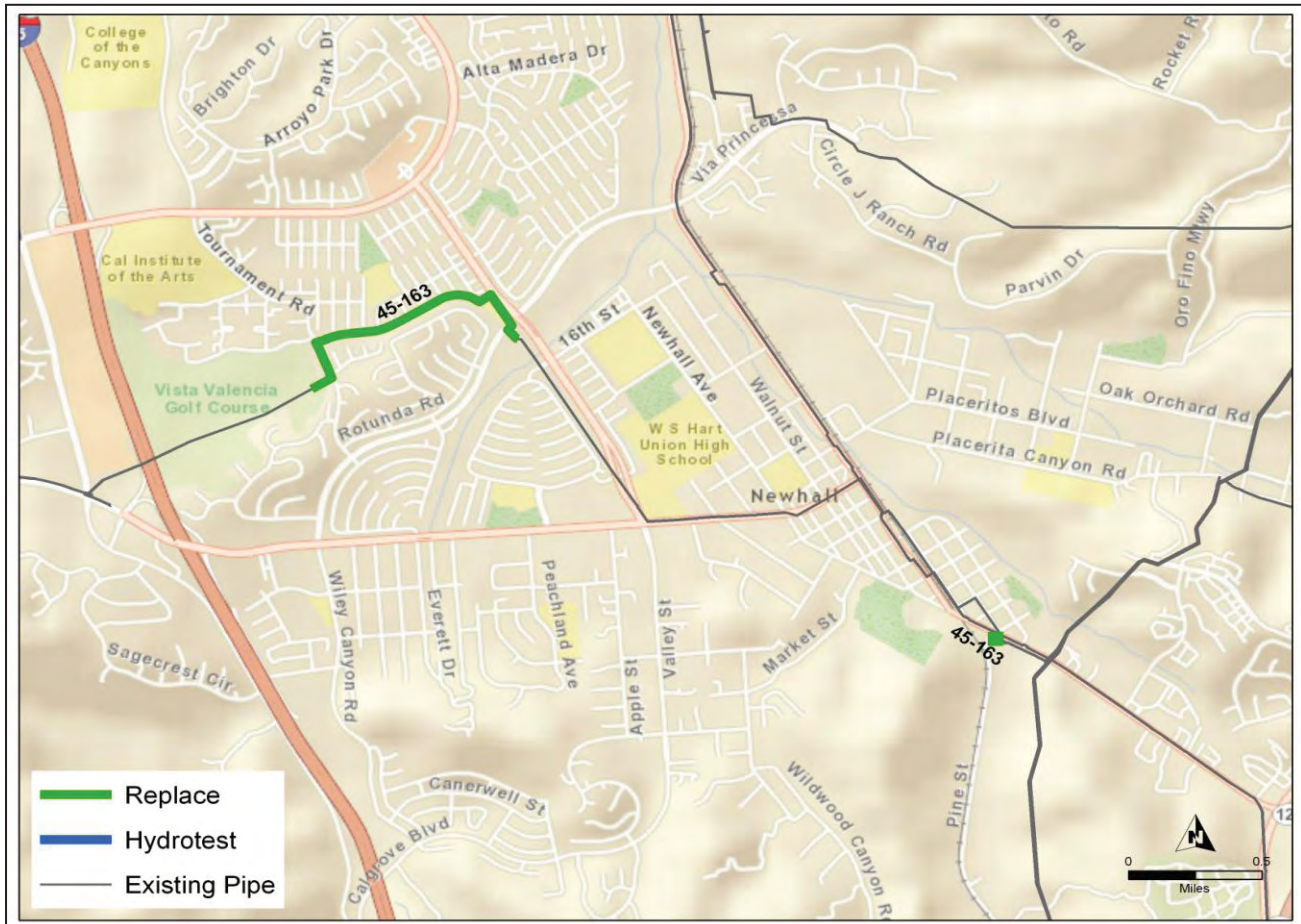 5
College
of the
Canyons
Brighton Dr
Arroyo Park Dr
Alta Madera Dr
Rd
Rocket R
Via Princessa
Circle J Ranch Rd
Parvin Dr
Oro Fino Mtwy
Cal Institute
of the Arts
Tournament Rd
45-163
16th St
Newhall Ave
Walnut St
Vista Valencia
Golf Course
Rotunda Rd
W S Hart
Union High
School
Newhall
Placeritos Blvd
Oak Orchard Rd
Placerita Canyon Rd
Wiley Canyon Rd
Everett Dr
Peachland Ave
Apple St
Valley St
Market St
45-163
Sagecrest Cir
Canerwell St
Calgrove Blvd
Wildwood Canyon Rd
Pine St
12
Replace
Hydrotest
Existing Pipe
N
0 0.5
Miles